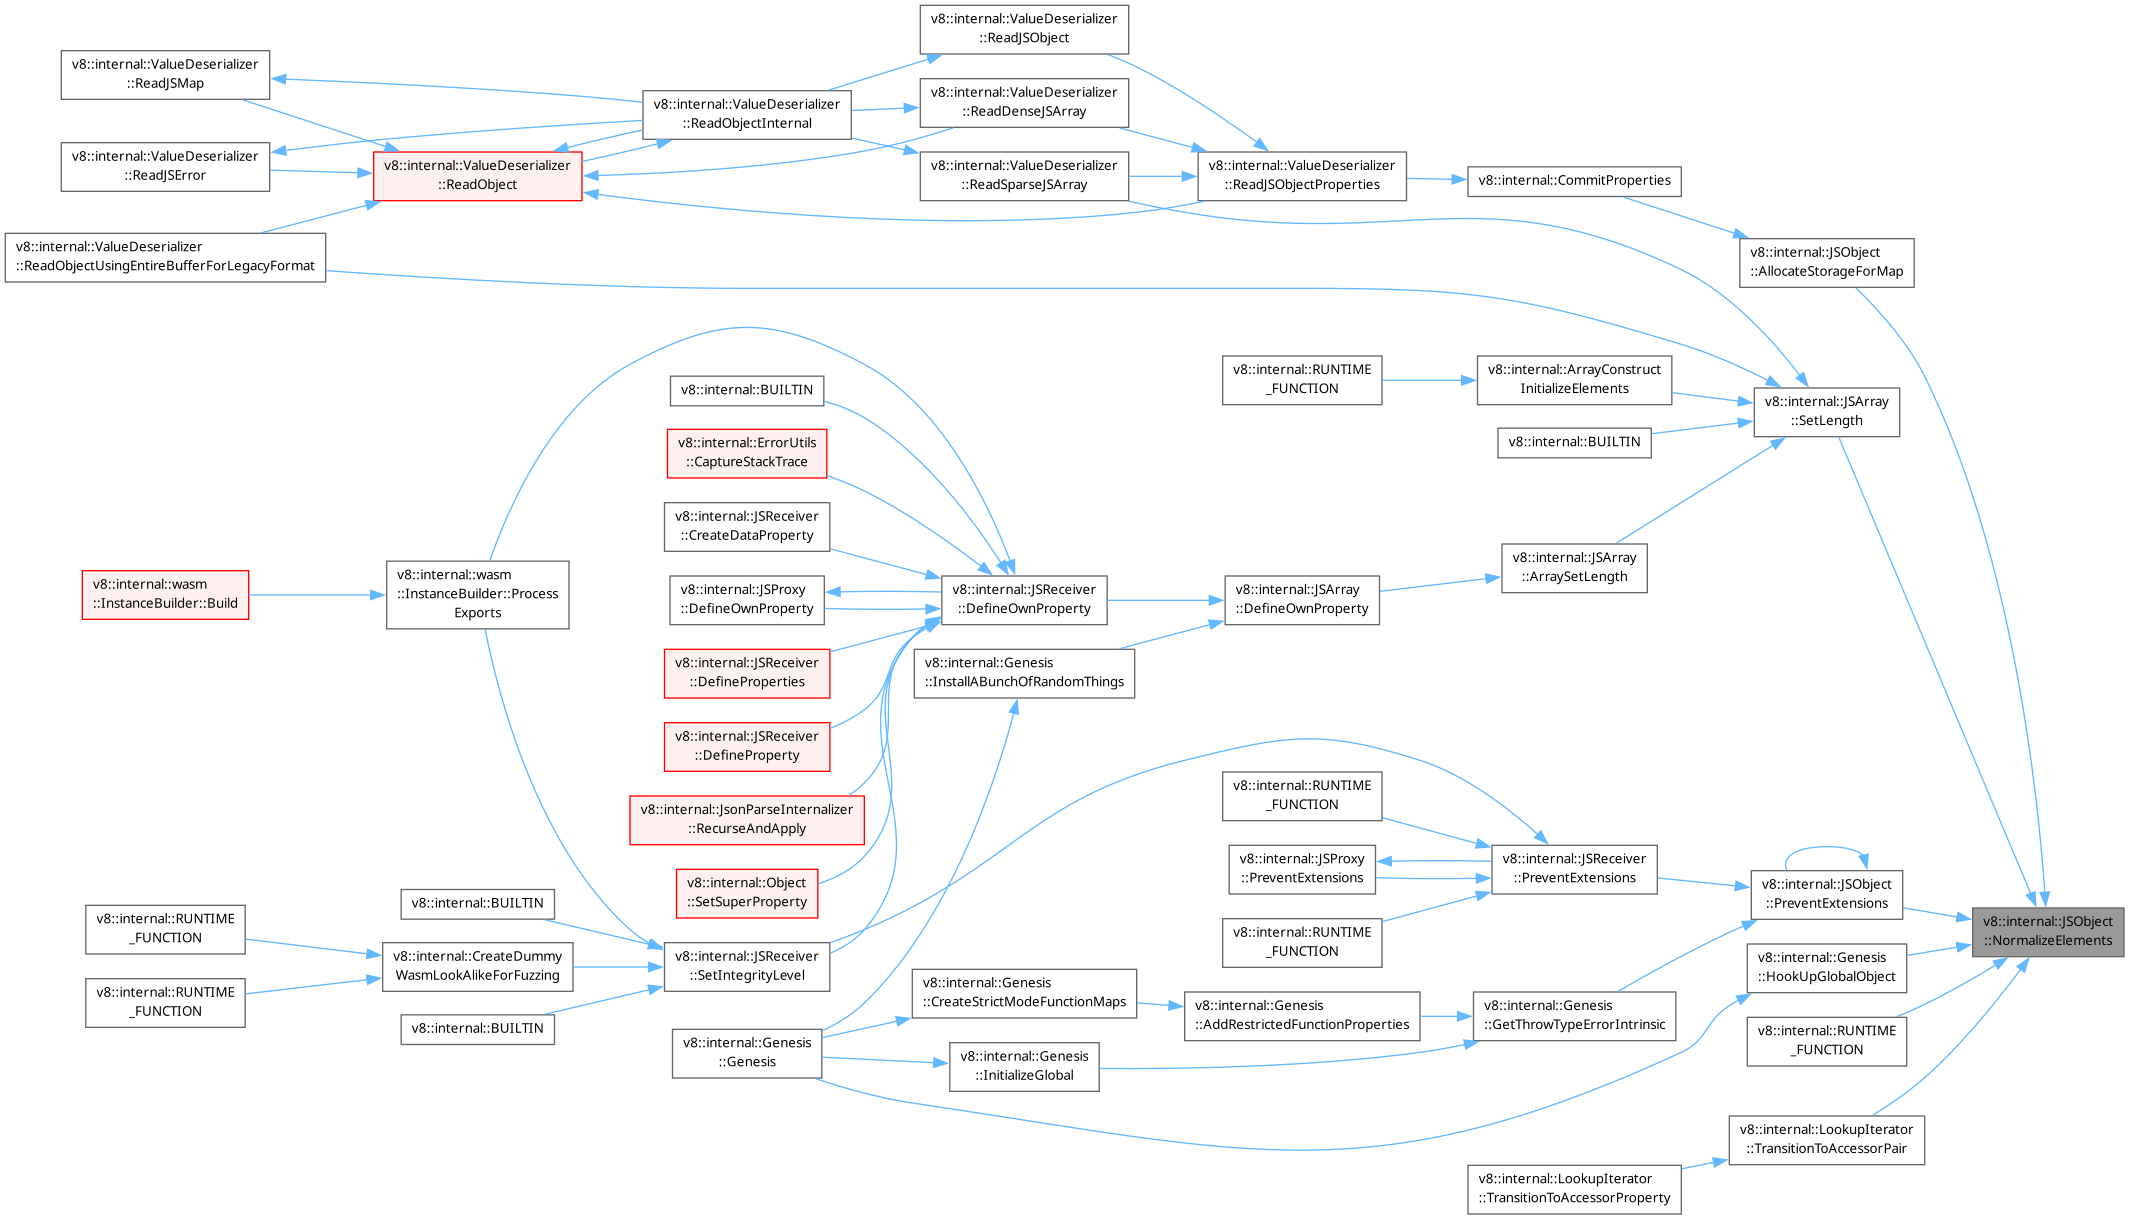 v8::internal::ValueDeserializer
::ReadJSObject
v8::internal::ValueDeserializer
::ReadJSMap
v8::internal::ValueDeserializer
::ReadObjectInternal
v8::internal::ValueDeserializer
::ReadDenseJSArray
v8::internal::ValueDeserializer
::ReadJSError
v8::internal::ValueDeserializer
::ReadObject
v8::internal::ValueDeserializer
::ReadSparseJSArray
v8::internal::ValueDeserializer
::ReadJSObjectProperties
v8::internal::CommitProperties
v8::internal::ValueDeserializer
::ReadObjectUsingEntireBufferForLegacyFormat
v8::internal::JSObject
::AllocateStorageForMap
v8::internal::RUNTIME
_FUNCTION
v8::internal::ArrayConstruct
InitializeElements
v8::internal::BUILTIN
v8::internal::JSArray
::SetLength
v8::internal::ErrorUtils
::CaptureStackTrace
v8::internal::BUILTIN
v8::internal::JSReceiver
::CreateDataProperty
v8::internal::JSArray
::ArraySetLength
v8::internal::wasm
::InstanceBuilder::Build
v8::internal::wasm
::InstanceBuilder::Process
Exports
v8::internal::JSProxy
::DefineOwnProperty
v8::internal::JSReceiver
::DefineOwnProperty
v8::internal::JSArray
::DefineOwnProperty
v8::internal::JSReceiver
::DefineProperties
v8::internal::Genesis
::InstallABunchOfRandomThings
v8::internal::JSReceiver
::DefineProperty
v8::internal::JsonParseInternalizer
::RecurseAndApply
v8::internal::RUNTIME
_FUNCTION
v8::internal::JSProxy
::PreventExtensions
v8::internal::JSReceiver
::PreventExtensions
v8::internal::Object
::SetSuperProperty
v8::internal::JSObject
::PreventExtensions
v8::internal::BUILTIN
v8::internal::RUNTIME
_FUNCTION
v8::internal::RUNTIME
_FUNCTION
v8::internal::JSObject
::NormalizeElements
v8::internal::CreateDummy
WasmLookAlikeForFuzzing
v8::internal::JSReceiver
::SetIntegrityLevel
v8::internal::Genesis
::HookUpGlobalObject
v8::internal::RUNTIME
_FUNCTION
v8::internal::Genesis
::CreateStrictModeFunctionMaps
v8::internal::BUILTIN
v8::internal::Genesis
::AddRestrictedFunctionProperties
v8::internal::Genesis
::GetThrowTypeErrorIntrinsic
v8::internal::RUNTIME
_FUNCTION
v8::internal::Genesis
::Genesis
v8::internal::Genesis
::InitializeGlobal
v8::internal::LookupIterator
::TransitionToAccessorPair
v8::internal::LookupIterator
::TransitionToAccessorProperty